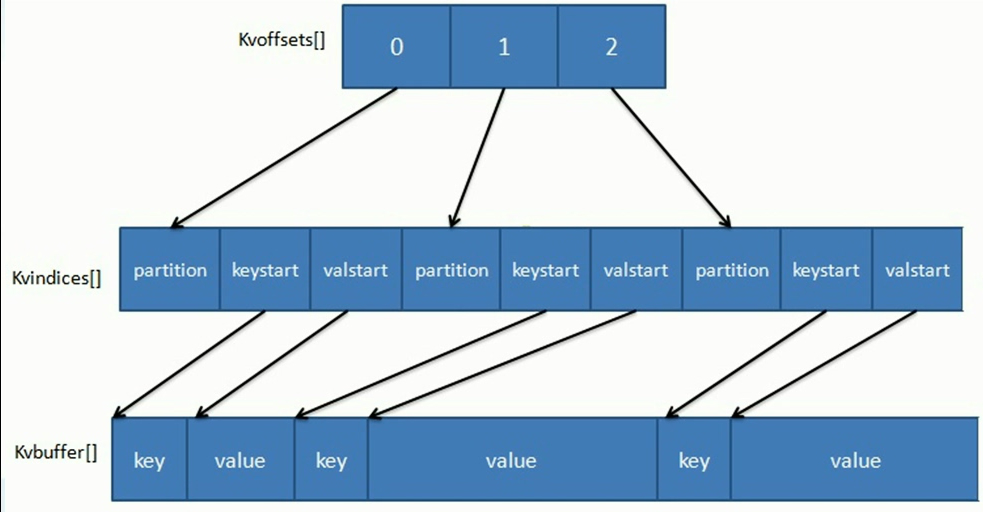 Kvoffsets[] 0 1 2
Kvindices[] partition keystart valstart partition keystart valstart partition keystart valstart
Kvbuffer[] key value key value key value